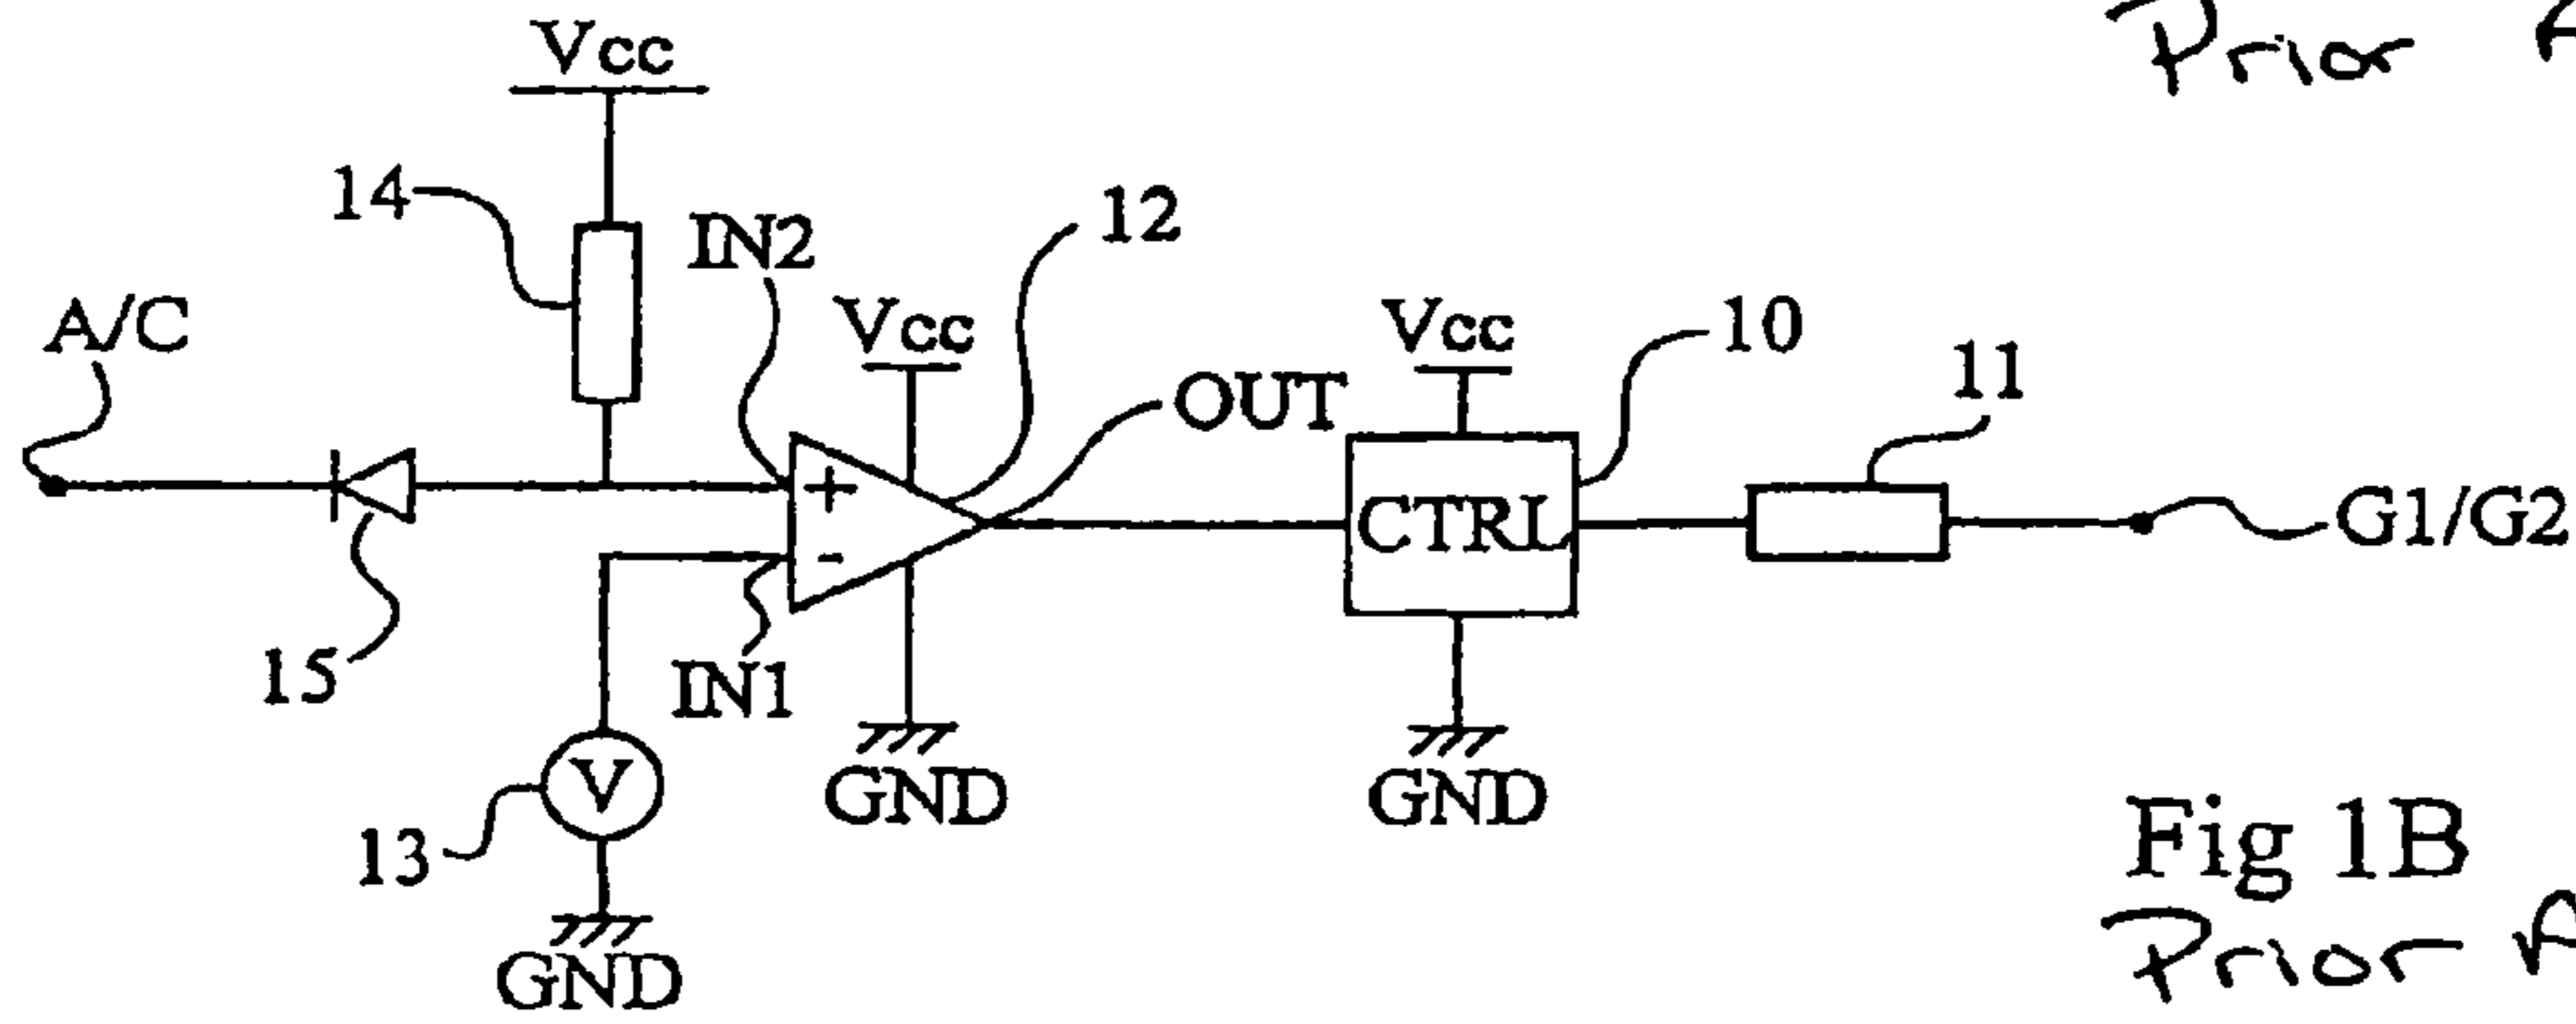 Prior
Vcc
14
IN2
12
A/C
Vcc
Vcc
10
OUT
11
+
CTRL
G1/G2
-
15
IN1
V
GND
GND
13
Fig 1B
GND
Prior